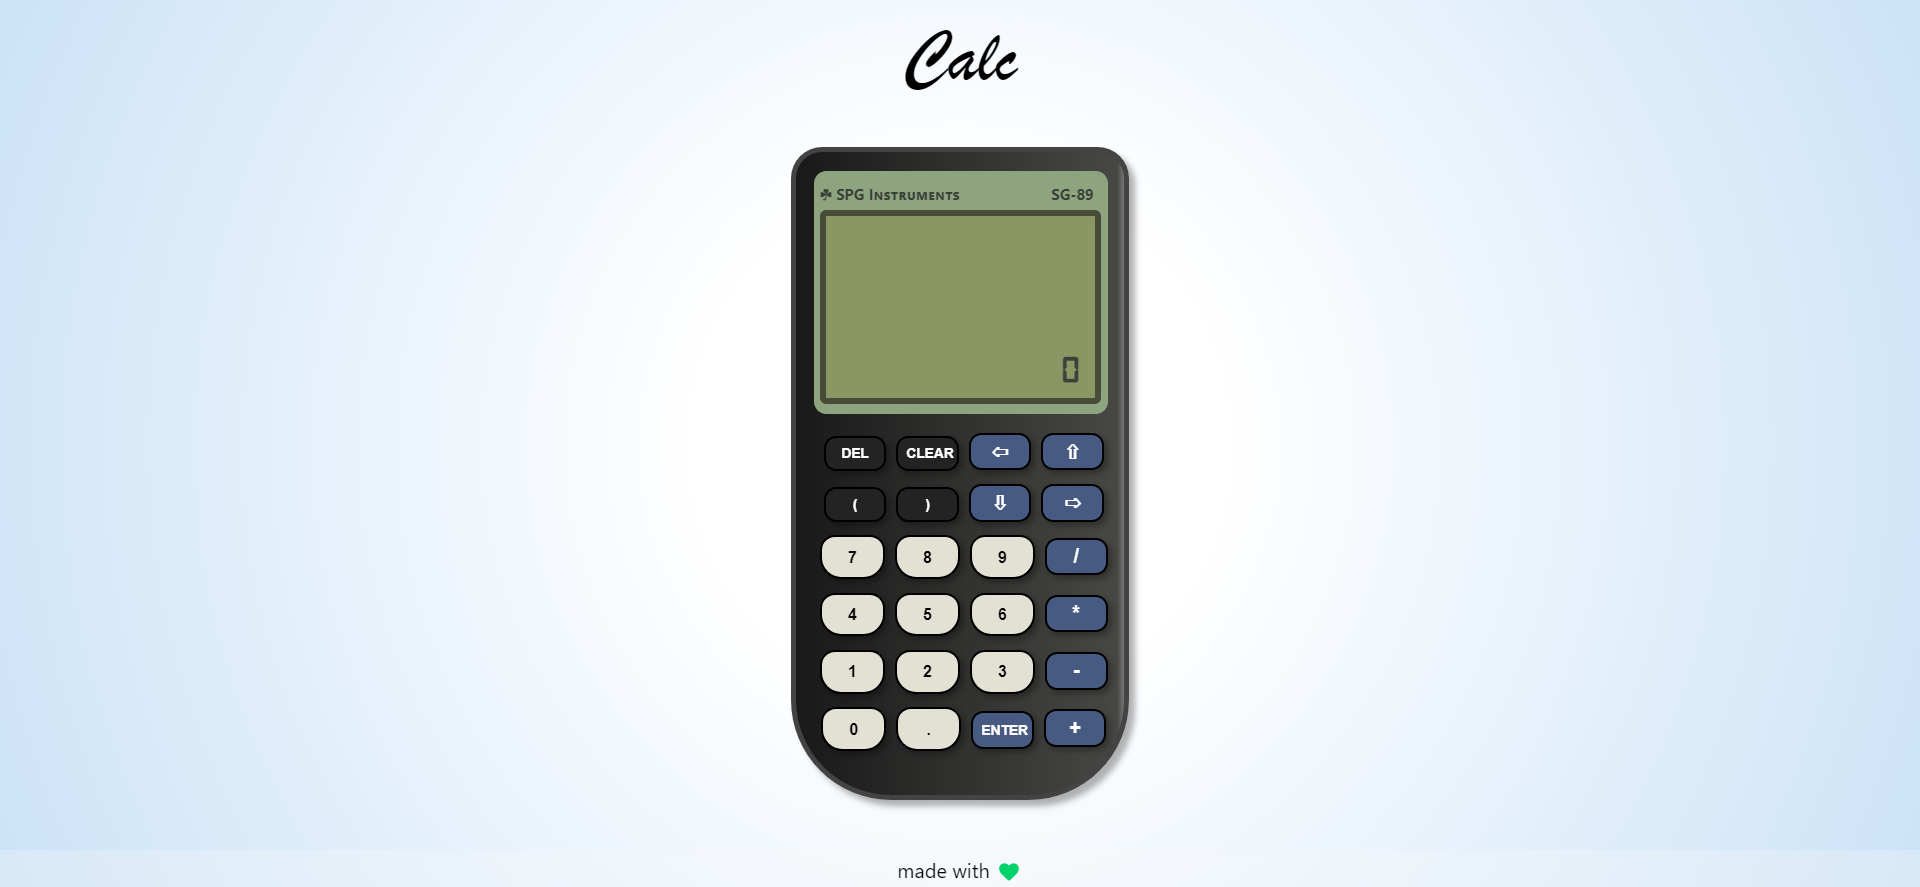 Calc
☘ SPG Instruments SG-89
0
DEL CLEAR ⇦ ⇧
( ) ⇩ ⇨
7 8 9 /
4 5 6 *
1 2 3 -
0 . ENTER +
made with 💚